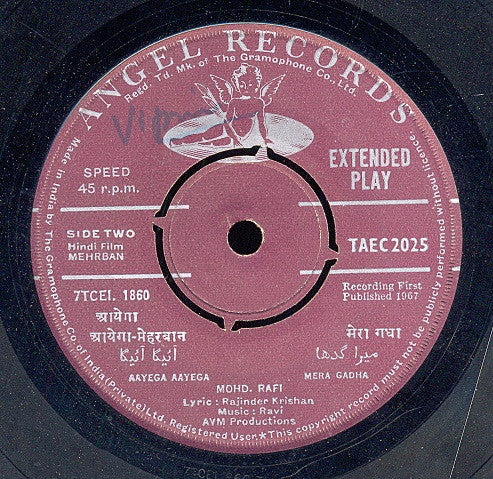 ANGEL RECORDS
Regd. Td. Mk. of The Gramophone Co., Ltd.
SPEED
45 r.p.m.
EXTENDED
PLAY
SIDE TWO
Hindi Film
MEHRBAN
TAEC2025
7TCEI. 1860
Recording First
Published 1967
आयेगा
आयेगा-मेहरबान
मेरा गधा
آئیگا آئیگا
میرا گدھا
AAYEGA AAYEGA
MERA GADHA
MOHD. RAFI
Lyric : Rajinder Krishan
Music : Ravi
AVM Productions
Made in India by The Gramophone Co. of India (Private) Ltd. Registered User. ★ This copyright recording must not be publicly performed without licence.